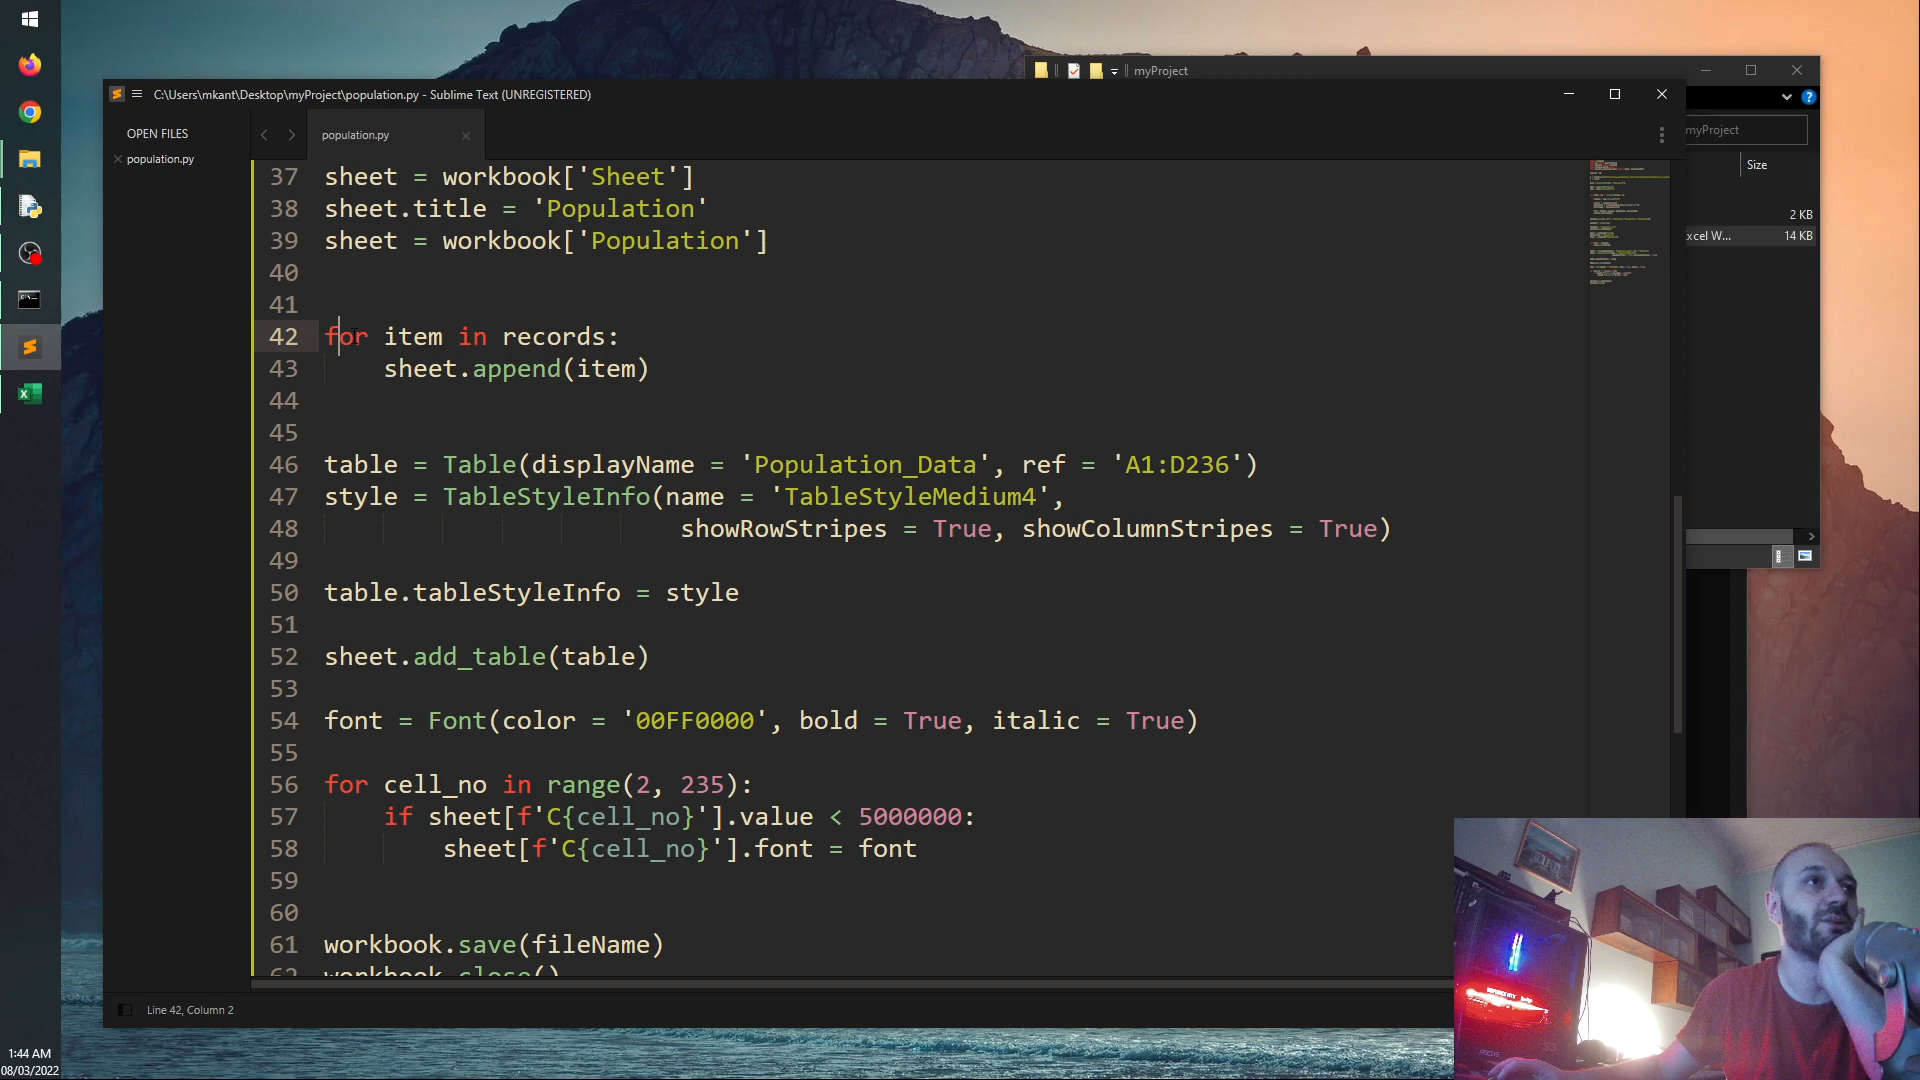 myProject
C:\Users\mkant\Desktop\myProject\population.py - Sublime Text (UNREGISTERED)
OPEN FILES
population.py
population.py
myProject
Size
2 KB
xcel W... 14 KB
37 sheet = workbook['Sheet']
38 sheet.title = 'Population'
39 sheet = workbook['Population']
40
41
42 for item in records:
43 sheet.append(item)
44
45
46 table = Table(displayName = 'Population_Data', ref = 'A1:D236')
47 style = TableStyleInfo(name = 'TableStyleMedium4',
48 showRowStripes = True, showColumnStripes = True)
49
50 table.tableStyleInfo = style
51
52 sheet.add_table(table)
53
54 font = Font(color = '00FF0000', bold = True, italic = True)
55
56 for cell_no in range(2, 235):
57 if sheet[f'C{cell_no}'].value < 5000000:
58 sheet[f'C{cell_no}'].font = font
59
60
61 workbook.save(fileName)
62 workbook.close()
Line 42, Column 2
1:44 AM
08/03/2022